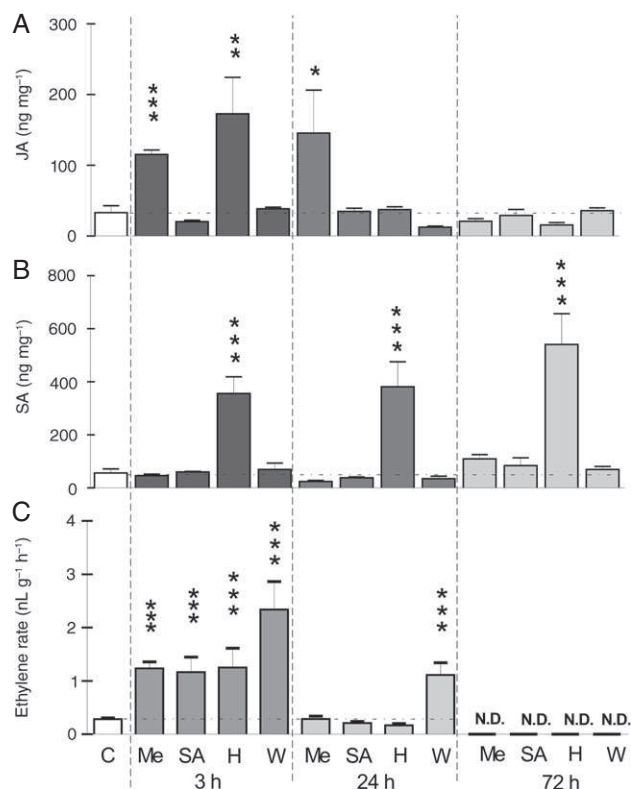 A
300
200
100
0
JA (ng mg⁻¹)
***
**
*
B
800
600
400
200
0
SA (ng mg⁻¹)
***
***
***
C
4
3
2
1
0
Ethylene rate (nL g⁻¹ h⁻¹)
***
***
***
***
***
N.D. N.D. N.D. N.D.
C Me SA H W Me SA H W Me SA H W
3 h 24 h 72 h